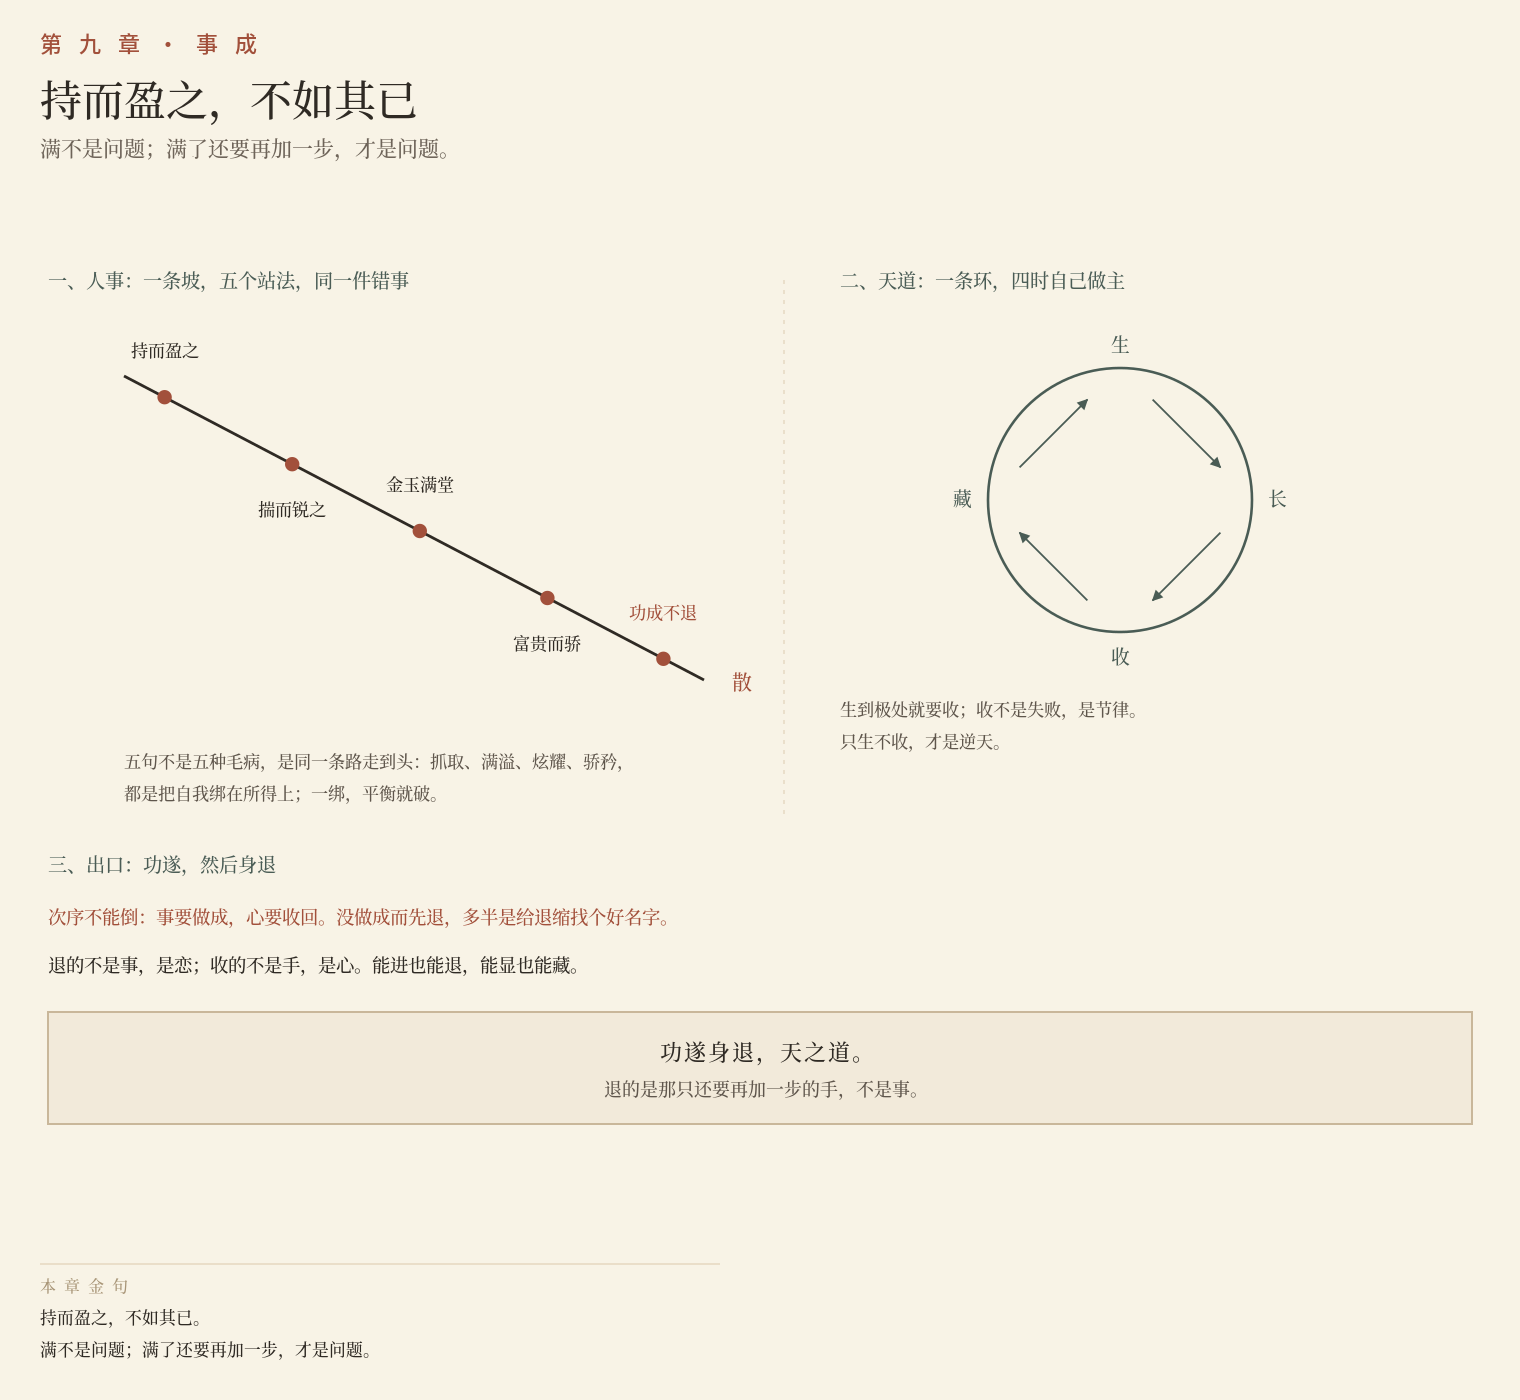 第九章·事成
持而盈之，不如其已
满不是问题；满了还要再加一步，才是问题。
一、人事：一条坡，五个站法，同一件错事
持而盈之
揣而锐之
金玉满堂
富贵而骄
功成不退
散
五句不是五种毛病，是同一条路走到头：抓取、满溢、炫耀、骄矜，
都是把自我绑在所得上；一绑，平衡就破。
二、天道：一条环，四时自己做主
生
长
收
藏
生到极处就要收；收不是失败，是节律。
只生不收，才是逆天。
三、出口：功遂，然后身退
次序不能倒：事要做成，心要收回。没做成而先退，多半是给退缩找个好名字。
退的不是事，是恋；收的不是手，是心。能进也能退，能显也能藏。
功遂身退，天之道。
退的是那只还要再加一步的手，不是事。
本章金句
持而盈之，不如其已。
满不是问题；满了还要再加一步，才是问题。